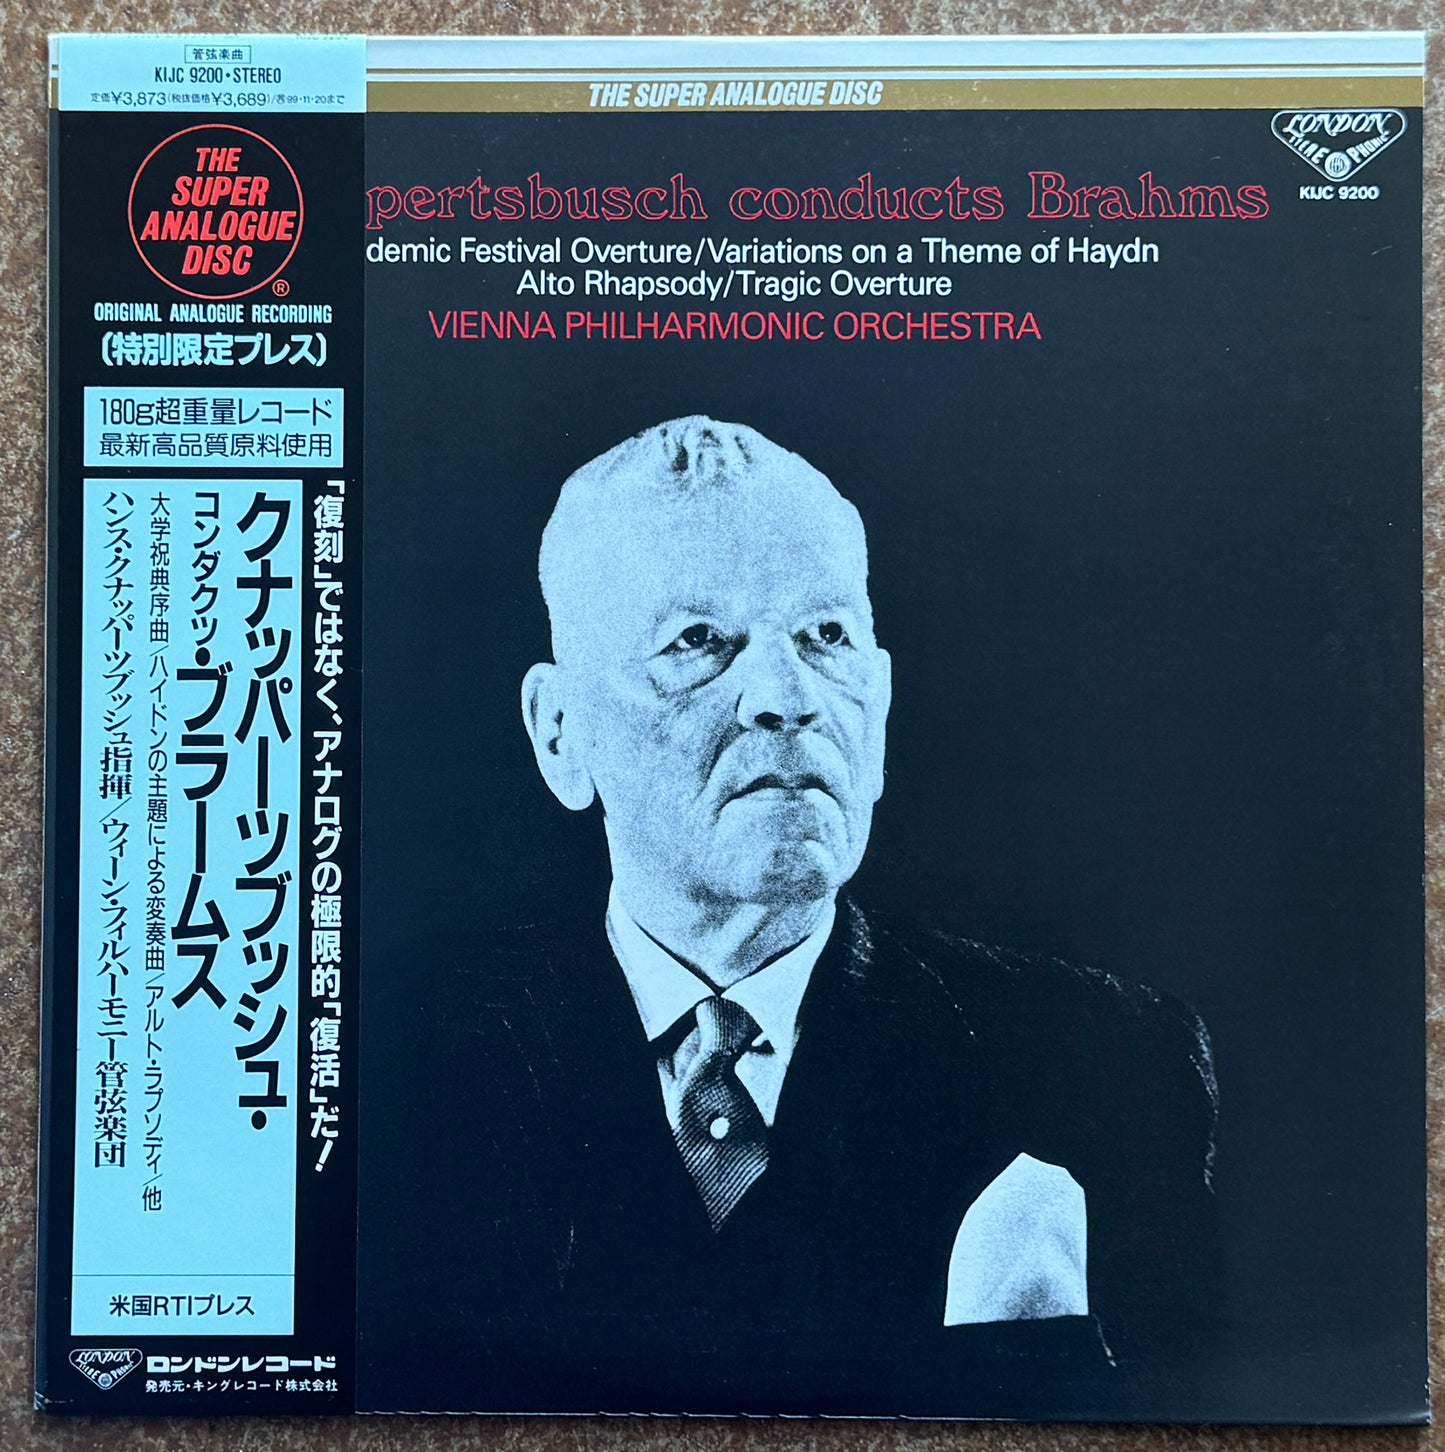 管弦楽曲
KIJC 9200・STEREO
定価¥3,873(税抜価格¥3,689)/再99・11・20まで
THE
SUPER
ANALOGUE
DISC
®
ORIGINAL ANALOGUE RECORDING
(特別限定プレス)
180g超重量レコード
最新高品質原料使用
「復刻」ではなく、アナログの極限的「復活」だ!
クナッパーツブッシュ・
コンダクツ・ブラームス
大学祝典序曲/ハイドンの主題による変奏曲/アルト・ラプソディ/他
ハンス・クナッパーツブッシュ指揮/ウィーン・フィルハーモニー管弦楽団
米国RTIプレス
LONDON
STEREO PHONIC
ロンドンレコード
発売元・キングレコード株式会社
THE SUPER ANALOGUE DISC
LONDON
STEREO PHONIC
ffrr
KIJC 9200
pertsbusch conducts Brahms
demic Festival Overture/Variations on a Theme of Haydn
Alto Rhapsody/Tragic Overture
VIENNA PHILHARMONIC ORCHESTRA